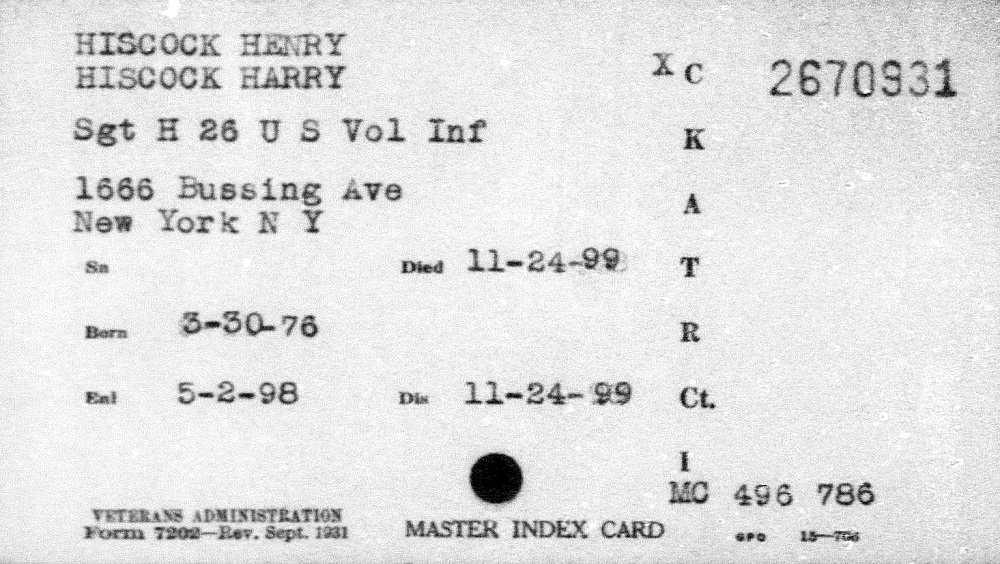 HISCOCK HENRY
HISCOCK HARRY
X C 2670931
Sgt H 26 U S Vol Inf
K
1666 Bussing Ave
A
New York N Y
Sn Died 11-24-99 T
Born 3-30-76 R
Enl 5-2-98 Dis 11-24-99 Ct.
I
MC 496 786
VETERANS ADMINISTRATION
Form 7202—Rev. Sept. 1931 MASTER INDEX CARD GPO